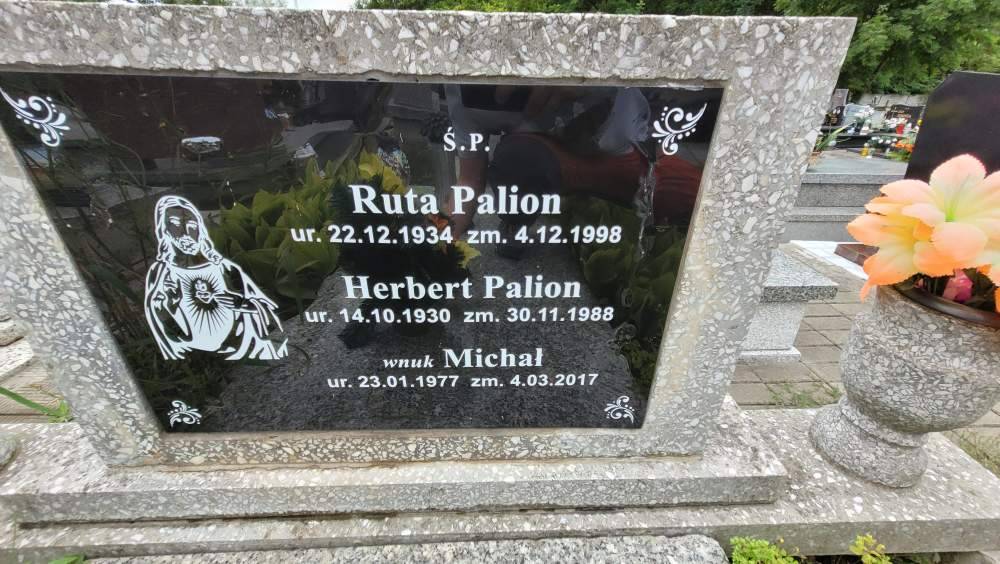 Ś.P.
Ruta Palion
ur. 22.12.1934 zm. 4.12.1998
Herbert Palion
ur. 14.10.1930 zm. 30.11.1988
wnuk Michał
ur. 23.01.1977 zm. 4.03.2017